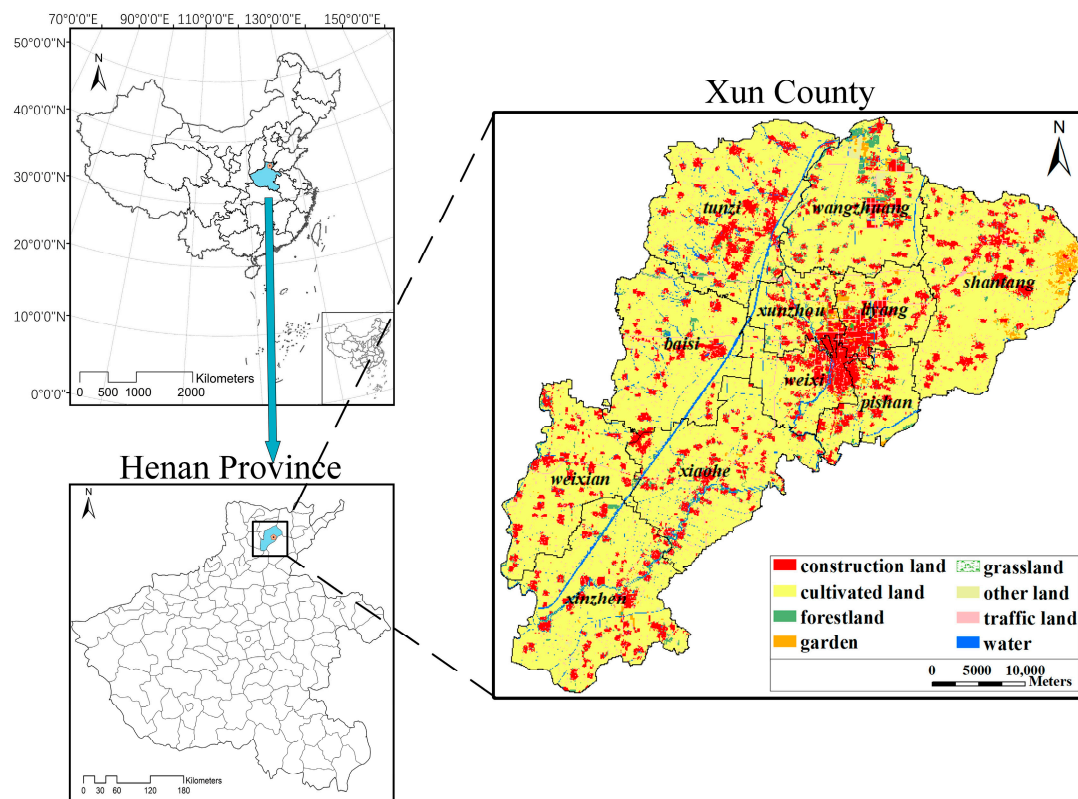 70°0'0"E 90°0'0"E 110°0'0"E 130°0'0"E 150°0'0"E
50°0'0"N
40°0'0"N
30°0'0"N
20°0'0"N
10°0'0"N
0°0'0"
N
0 500 1000 2000 Kilometers
Henan Province
N
0 30 60 120 180 Kilometers
Xun County
N
tunzi
wangzhuang
shantang
xunzhou
liyang
baisi
weixi
pishan
weixian
xiaohe
xinzhen
construction land
cultivated land
forestland
garden
grassland
other land
traffic land
water
0 5000 10,000
Meters